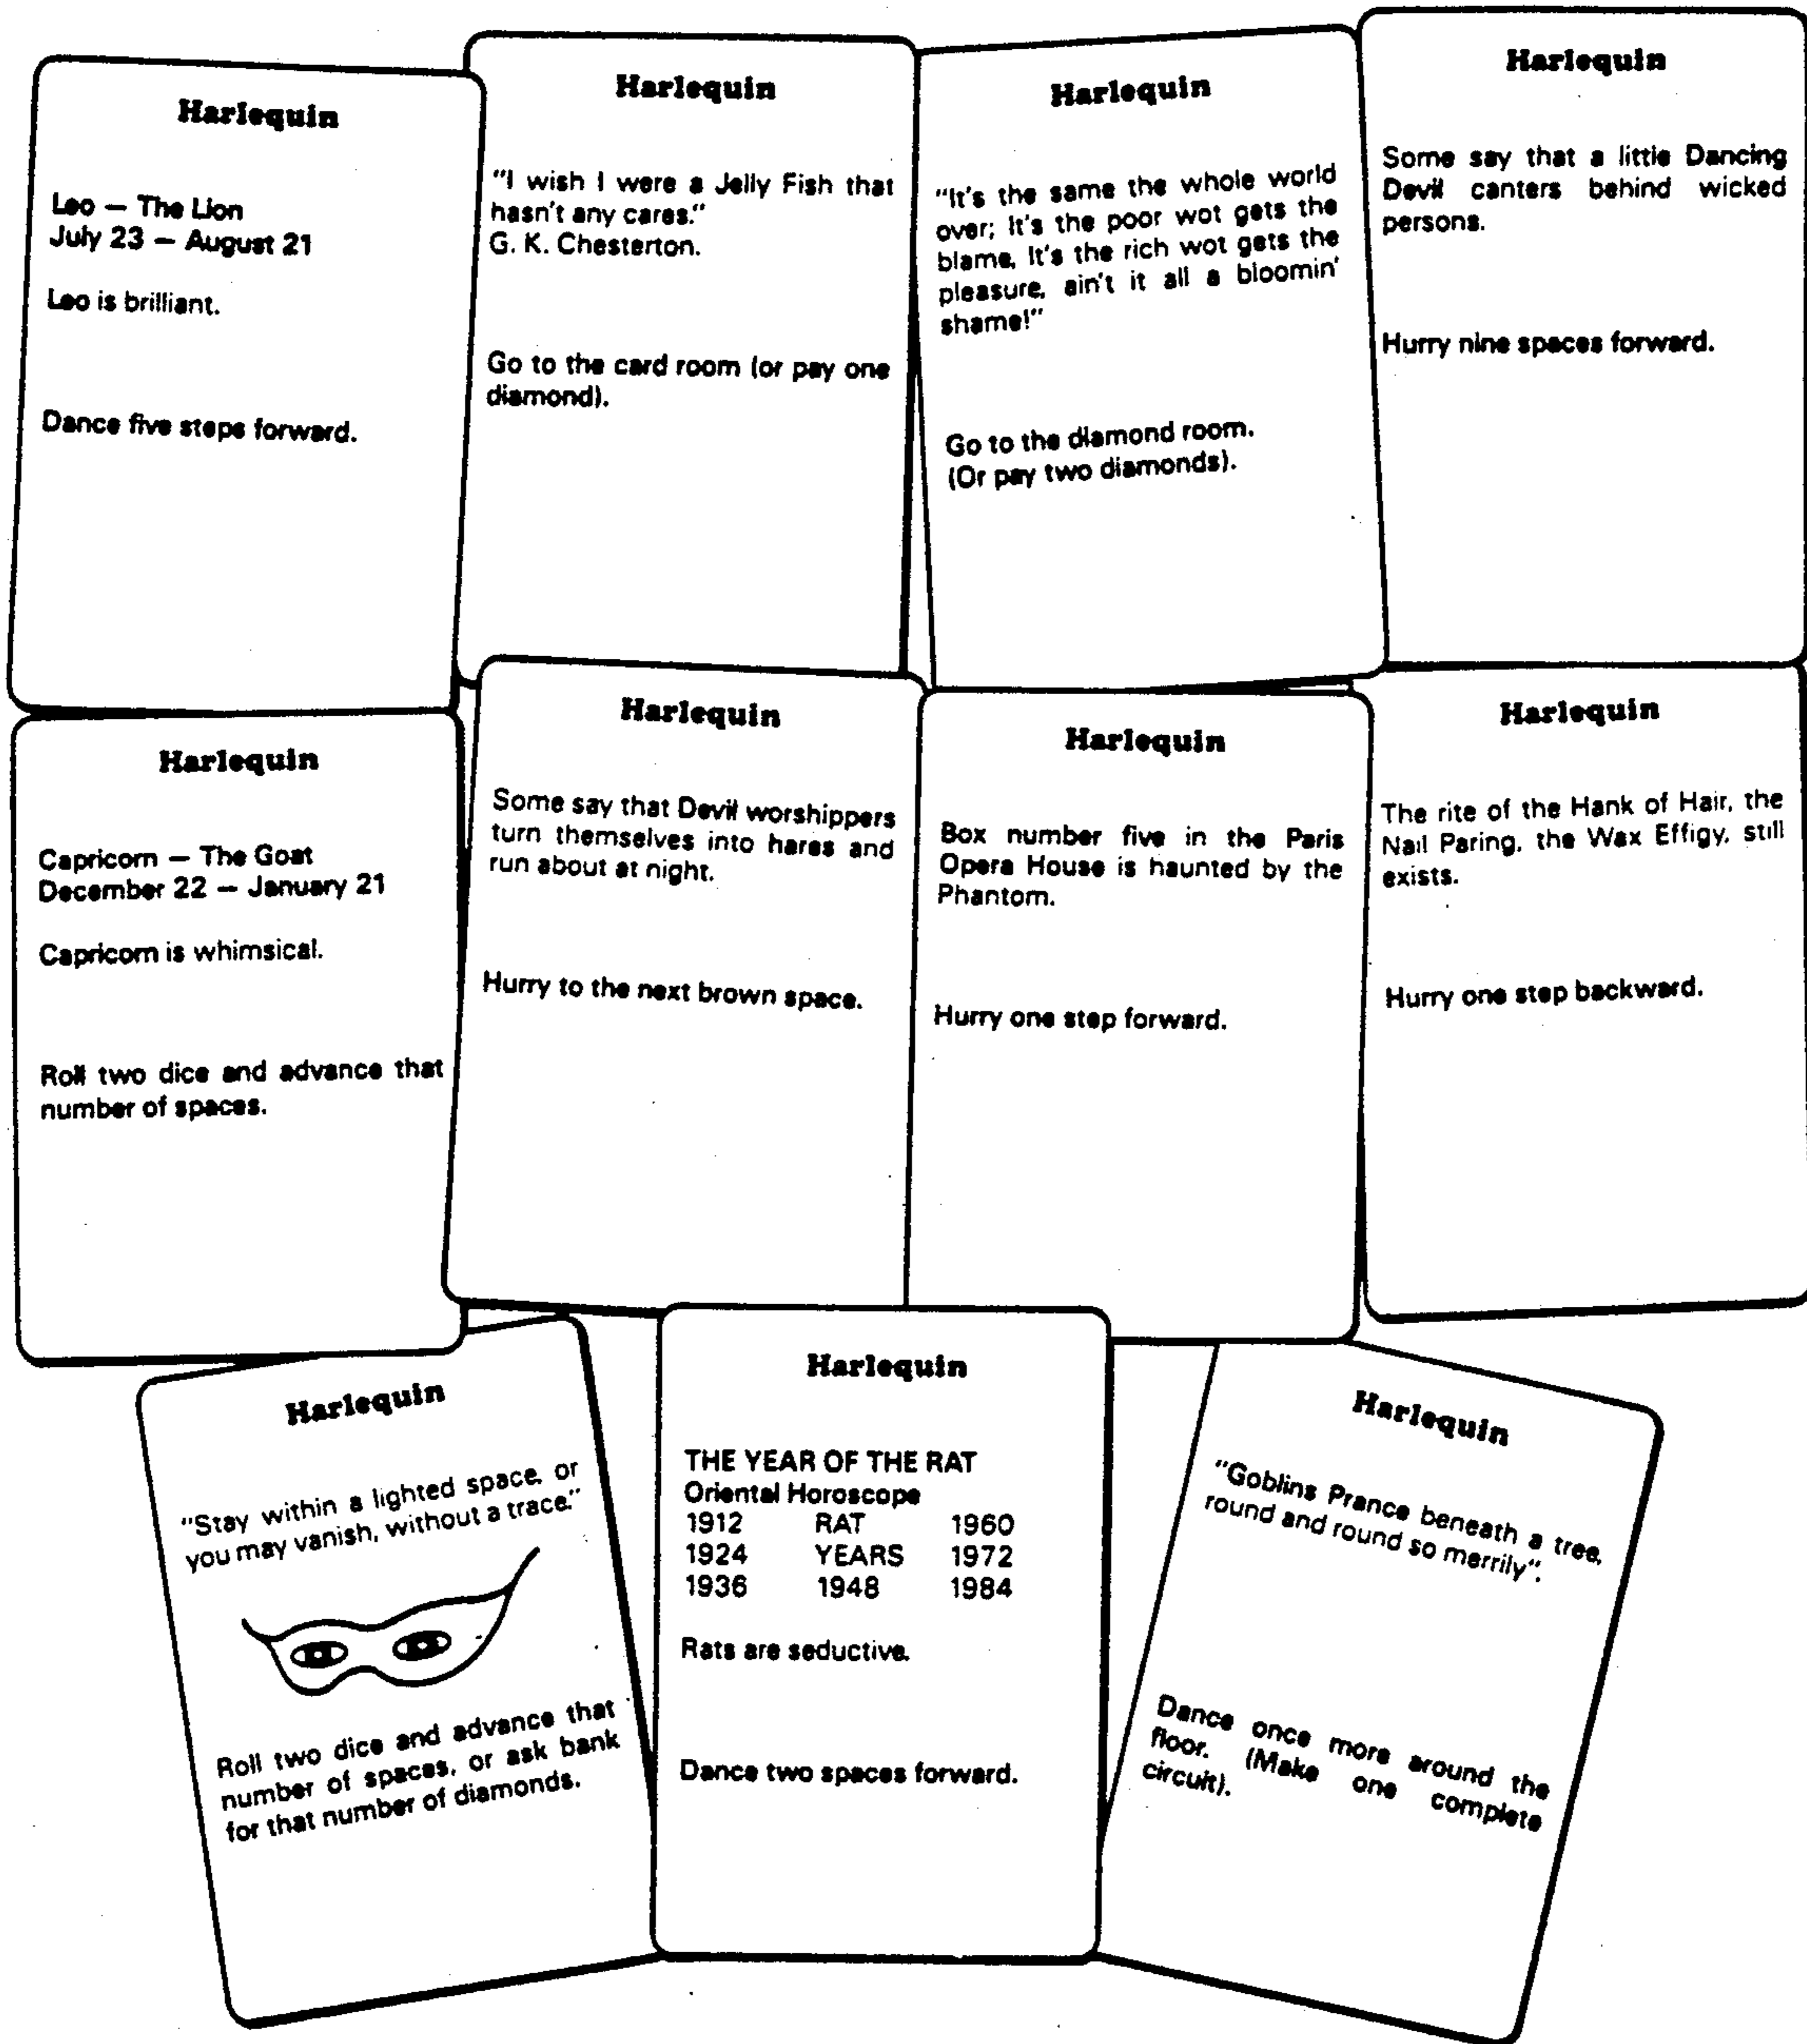 Harlequin
Leo — The Lion
July 23 — August 21
Leo is brilliant.
Dance five steps forward.
Harlequin
"I wish I were a Jelly Fish that
hasn't any cares."
G. K. Chesterton.
Go to the card room (or pay one
diamond).
Harlequin
"It's the same the whole world
over; It's the poor wot gets the
blame, It's the rich wot gets the
pleasure, ain't it all a bloomin'
shame!"
Go to the diamond room.
(Or pay two diamonds).
Harlequin
Some say that a little Dancing
Devil canters behind wicked
persons.
Hurry nine spaces forward.
Harlequin
Capricorn — The Goat
December 22 — January 21
Capricorn is whimsical.
Roll two dice and advance that
number of spaces.
Harlequin
Some say that Devil worshippers
turn themselves into hares and
run about at night.
Hurry to the next brown space.
Harlequin
Box number five in the Paris
Opera House is haunted by the
Phantom.
Hurry one step forward.
Harlequin
The rite of the Hank of Hair, the
Nail Paring, the Wax Effigy, still
exists.
Hurry one step backward.
Harlequin
"Stay within a lighted space, or
you may vanish, without a trace."
Roll two dice and advance that
number of spaces, or ask bank
for that number of diamonds.
Harlequin
THE YEAR OF THE RAT
Oriental Horoscope
1912 RAT 1960
1924 YEARS 1972
1936 1948 1984
Rats are seductive.
Dance two spaces forward.
Harlequin
"Goblins Prance beneath a tree,
round and round so merrily".
Dance once more around the
floor. (Make one complete
circuit).